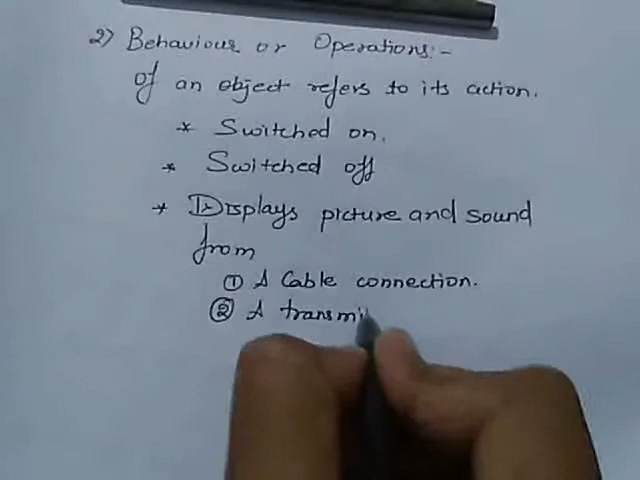 2) Behaviour or Operations:-
of an object refers to its action.
* Switched on.
* Switched off
* Displays picture and sound
from
① A Cable connection.
② A transmi